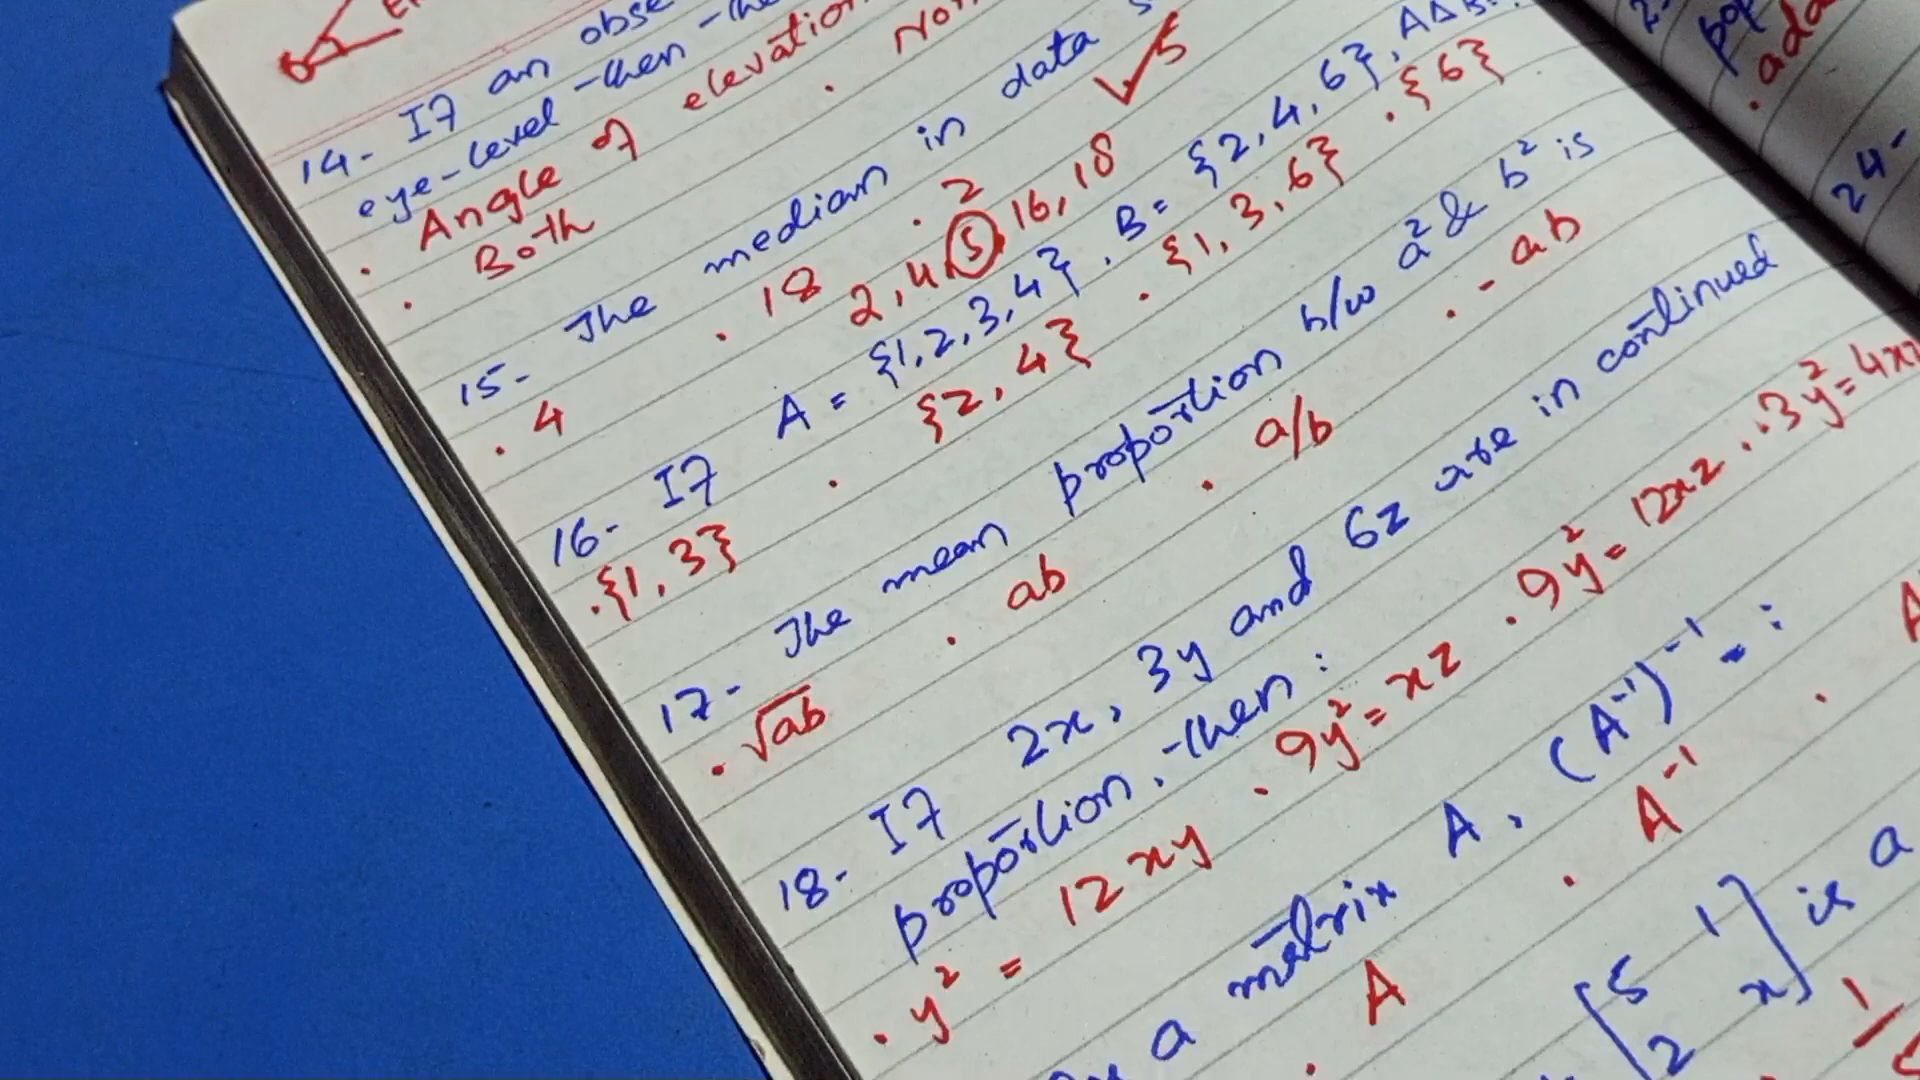 14- If an obse
eye-level then the
. Angle of elevation
. Both . Non
15- The median in data
. 4 . 18 . 2 ✓5
2, 4, 5, 16, 18
16- If A = {1, 2, 3, 4} , B = {2, 4, 6}, AΔB
.{1, 3} . {2, 4} . {1, 3, 6} . {6}
17- The mean proportion b/w a² & b² is
. √ab . ab . a/b . -ab
18- If 2x, 3y and 6z are in continued
proportion, then :
. y² = 12xy . 9y² = xz . 9y² = 12xz . 3y² = 4xz
a matrix A, (A⁻¹)⁻¹ = :
. A . A⁻¹ . A
[5 1
2 x] is a
24-
. ada